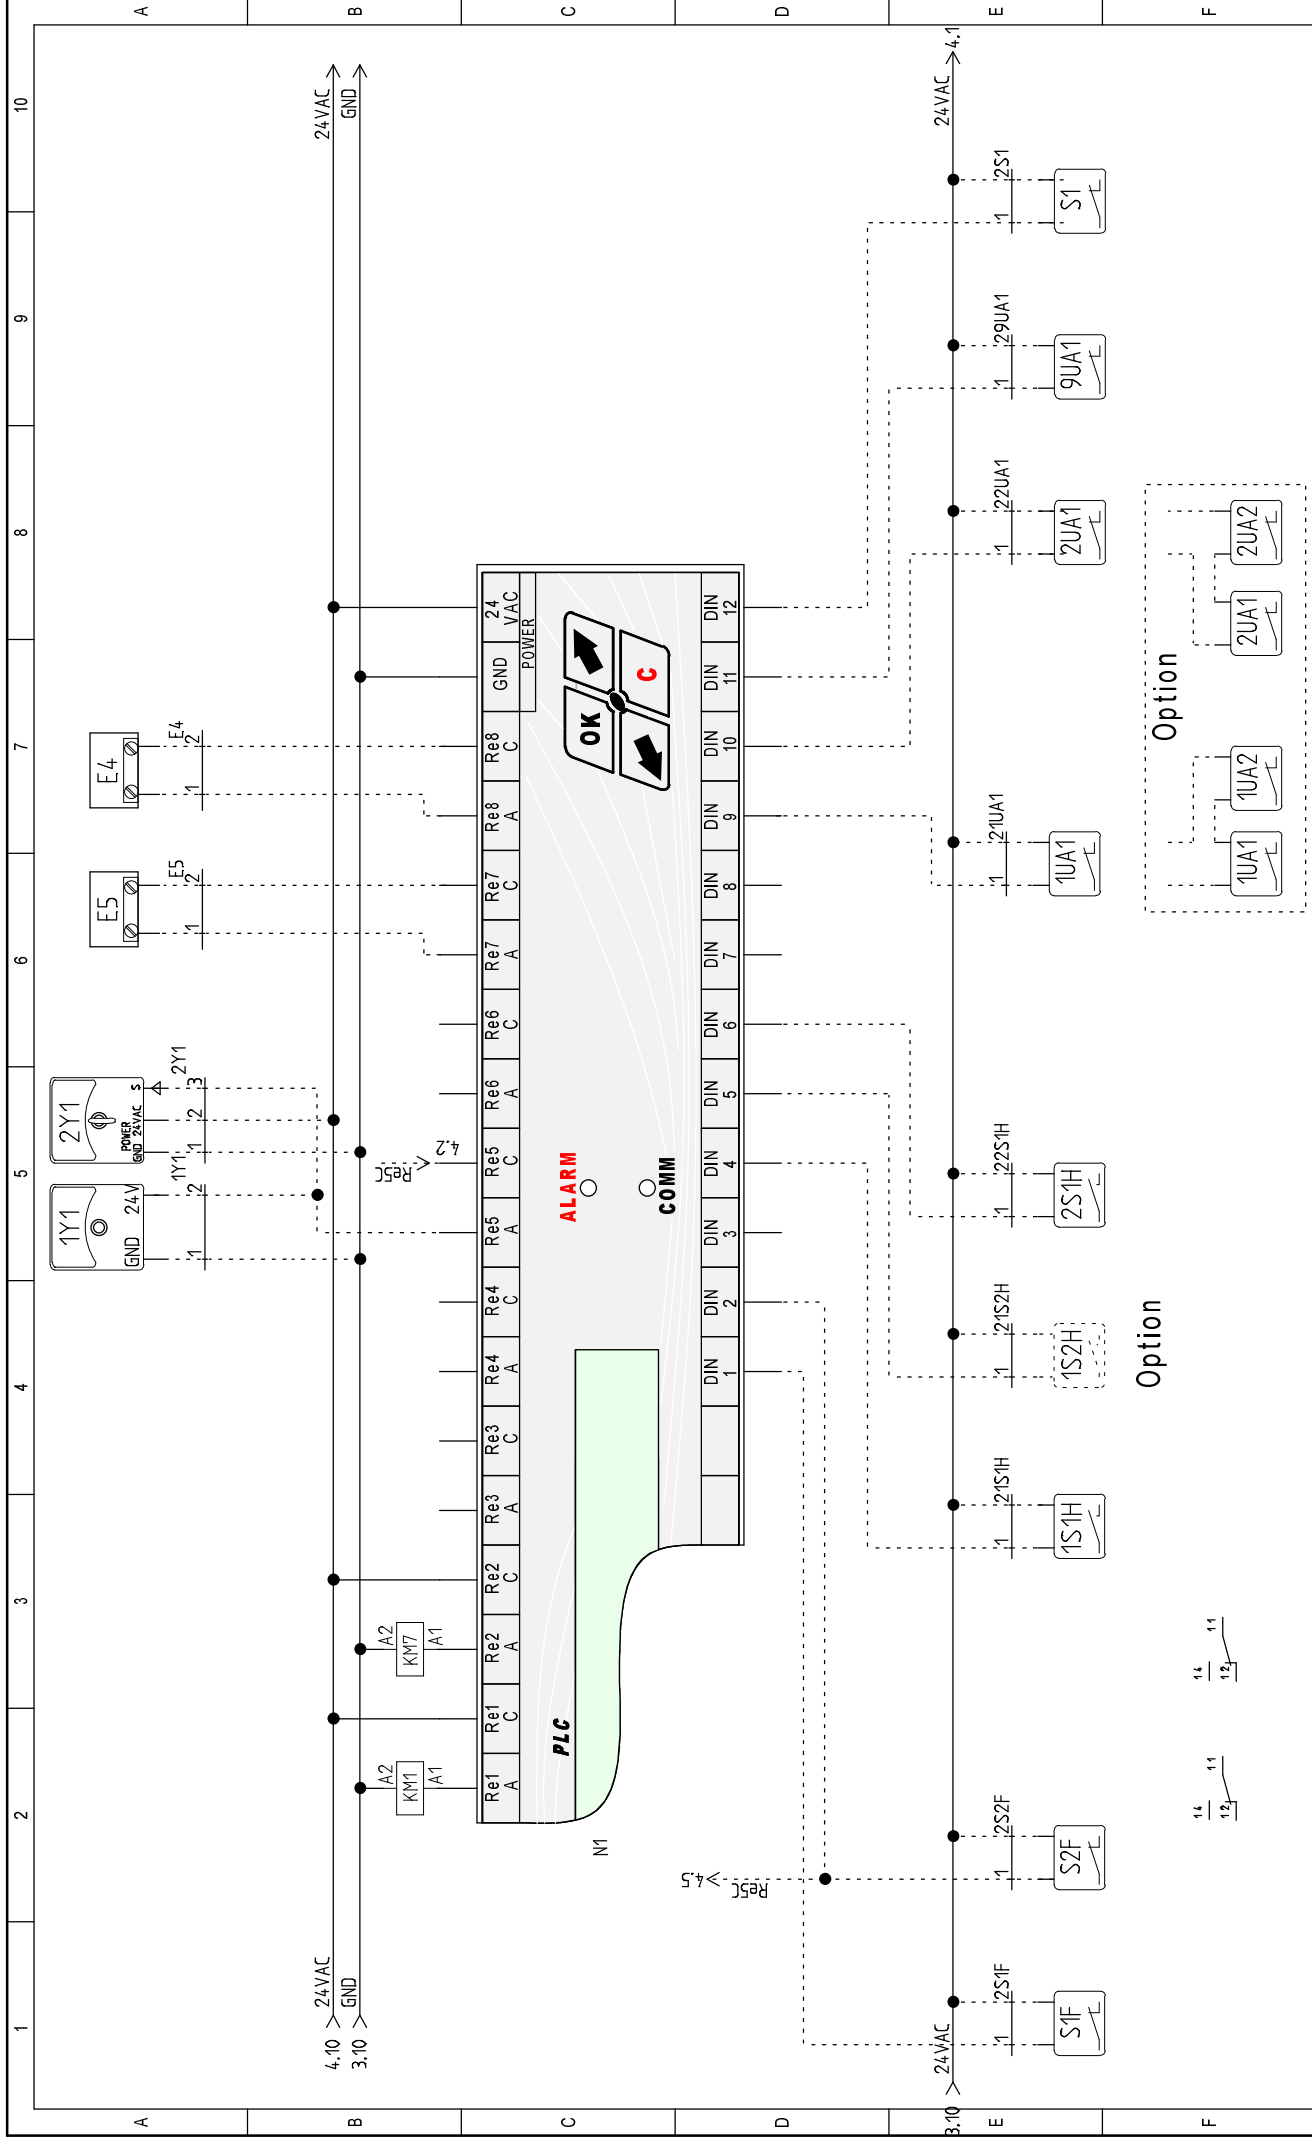 1 2 3 4 5 6 7 8 9 10
A
A
B
B
C
C
D
D
E
E
F
F
1Y1
GND 24V
2Y1
POWER
GND 24VAC S
1 2 1Y1
1 2 3 2Y1
E5
1 2 E5
E4
1 2 E4
4.10 24VAC
24VAC
3.10 GND
GND
A2
KM1
A1
A2
KM7
A1
Re5C
4.2
Re1 A
Re1 C
Re2 A
Re2 C
Re3 A
Re3 C
Re4 A
Re4 C
Re5 A
Re5 C
Re6 A
Re6 C
Re7 A
Re7 C
Re8 A
Re8 C
GND
24 VAC
POWER
PLC
ALARM
COMM
OK
C
N1
DIN 1
DIN 2
DIN 3
DIN 4
DIN 5
DIN 6
DIN 7
DIN 8
DIN 9
DIN 10
DIN 11
DIN 12
4.5
Re5C
3.10 24VAC
24VAC 4.1
1 2S1F
1 2S2F
1 21S1H
1 21S2H
1 22S1H
1 21UA1
1 22UA1
1 29UA1
1 2S1
S1F
S2F
1S1H
1S2H
2S1H
1UA1
2UA1
9UA1
S1
Option
Option
14
12 11
14
12 11
1UA1
1UA2
2UA1
2UA2